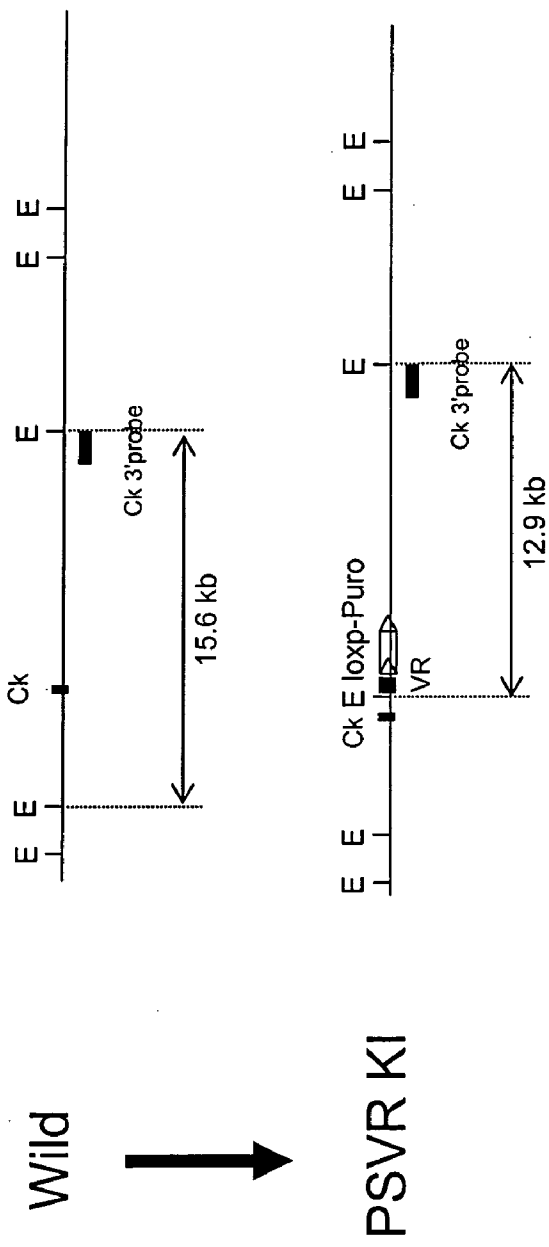 Wild
E E Ck E E E
Ck 3'probe
15.6 kb
PSVR KI
E E Ck E loxp-Puro E E E
VR
Ck 3'probe
12.9 kb